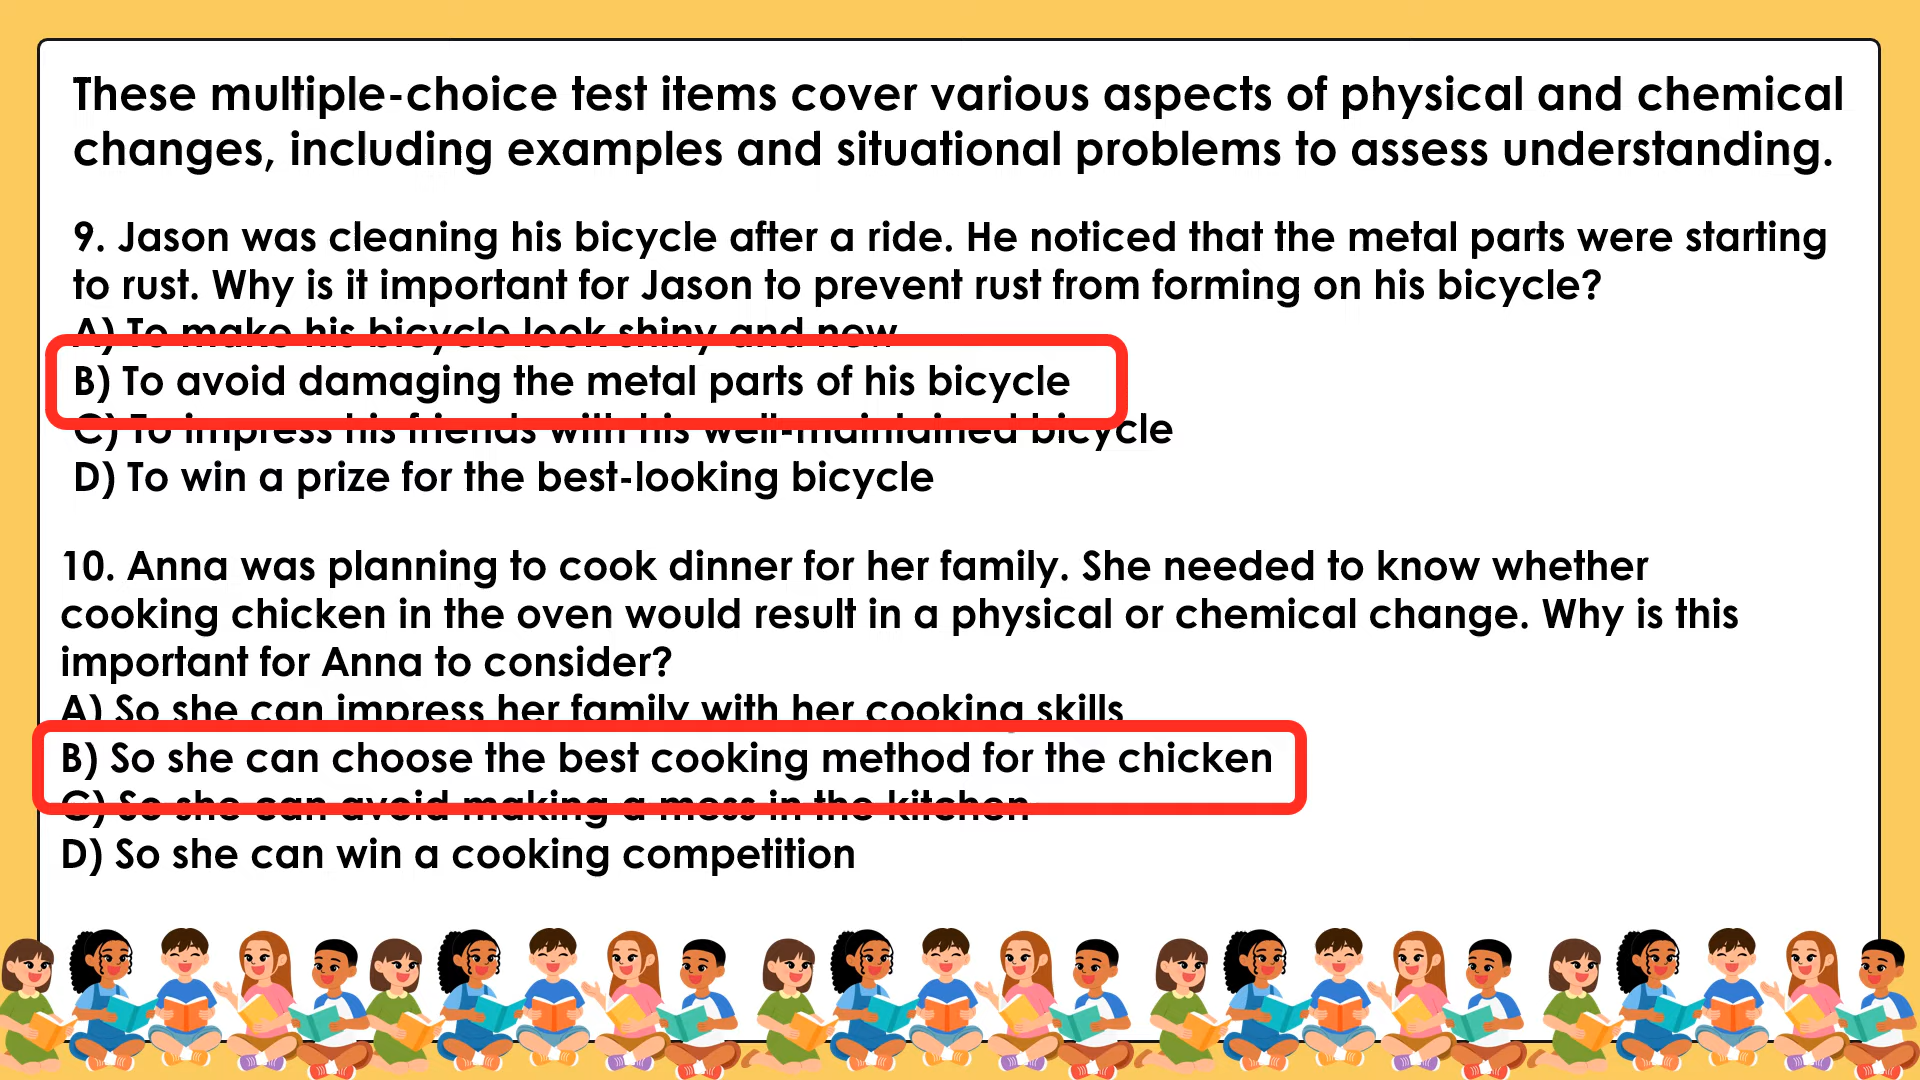 These multiple-choice test items cover various aspects of physical and chemical
changes, including examples and situational problems to assess understanding.
9. Jason was cleaning his bicycle after a ride. He noticed that the metal parts were starting
to rust. Why is it important for Jason to prevent rust from forming on his bicycle?
A) To make his bicycle look shiny and new
B) To avoid damaging the metal parts of his bicycle
C) To impress his friends with his well-maintained bicycle
D) To win a prize for the best-looking bicycle
10. Anna was planning to cook dinner for her family. She needed to know whether
cooking chicken in the oven would result in a physical or chemical change. Why is this
important for Anna to consider?
A) So she can impress her family with her cooking skills
B) So she can choose the best cooking method for the chicken
C) So she can avoid making a mess in the kitchen
D) So she can win a cooking competition